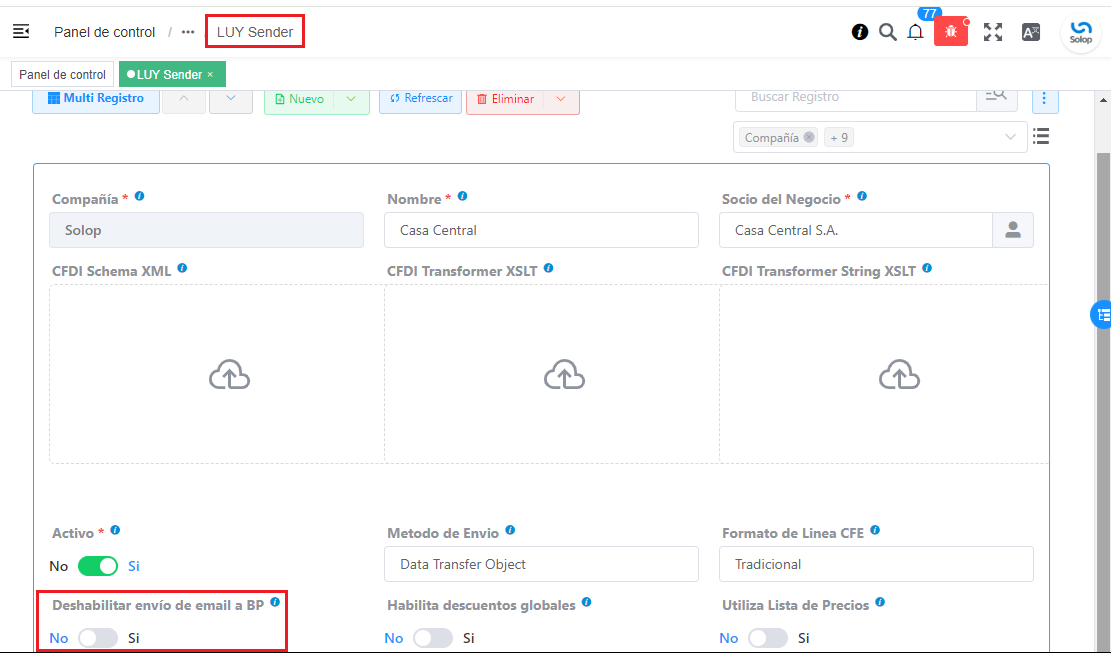 77
Panel de control / ••• LUY Sender
Solop
Panel de control LUY Sender ×
Multi Registro Nuevo Refrescar Eliminar Buscar Registro
Compañía + 9
Compañía * Nombre * Socio del Negocio *
Solop Casa Central Casa Central S.A.
CFDI Schema XML CFDI Transformer XSLT CFDI Transformer String XSLT
Activo * Metodo de Envio Formato de Linea CFE
No Si Data Transfer Object Tradicional
Deshabilitar envío de email a BP Habilita descuentos globales Utiliza Lista de Precios
No Si No Si No Si